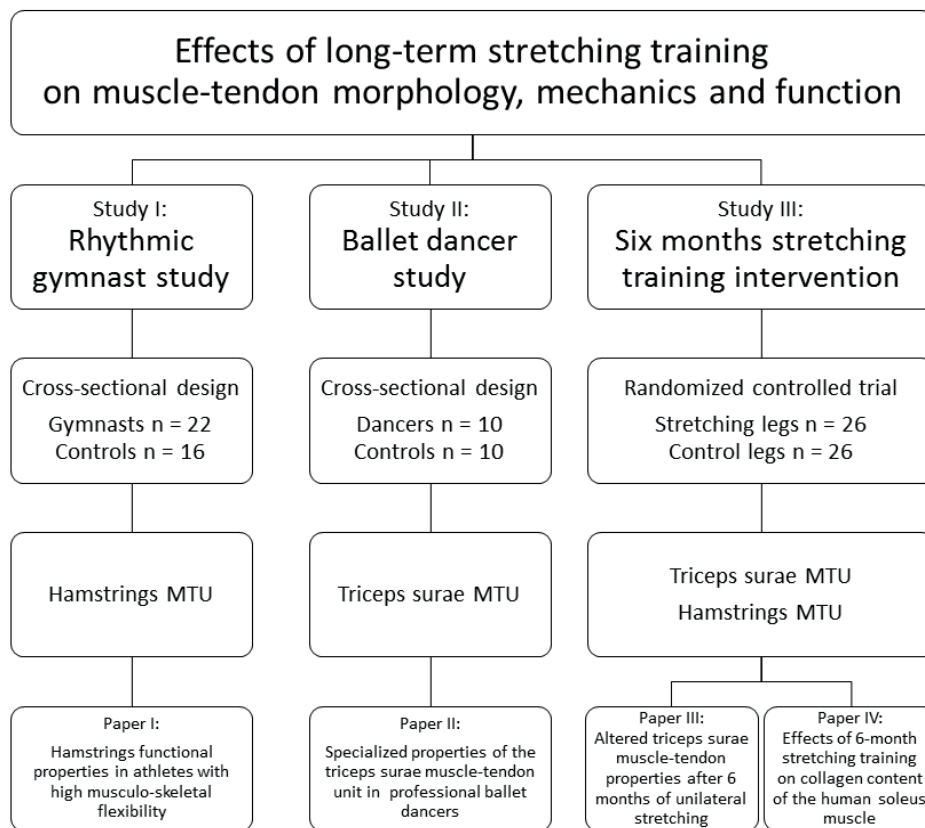 Effects of long-term stretching training
on muscle-tendon morphology, mechanics and function
Study I:
Rhythmic
gymnast study
Study II:
Ballet dancer
study
Study III:
Six months stretching
training intervention
Cross-sectional design
Gymnasts n = 22
Controls n = 16
Cross-sectional design
Dancers n = 10
Controls n = 10
Randomized controlled trial
Stretching legs n = 26
Control legs n = 26
Hamstrings MTU
Triceps surae MTU
Triceps surae MTU
Hamstrings MTU
Paper I:
Hamstrings functional
properties in athletes with
high musculo-skeletal
flexibility
Paper II:
Specialized properties of the
triceps surae muscle-tendon
unit in professional ballet
dancers
Paper III:
Altered triceps surae
muscle-tendon
properties after 6
months of unilateral
stretching
Paper IV:
Effects of 6-month
stretching training
on collagen content
of the human soleus
muscle